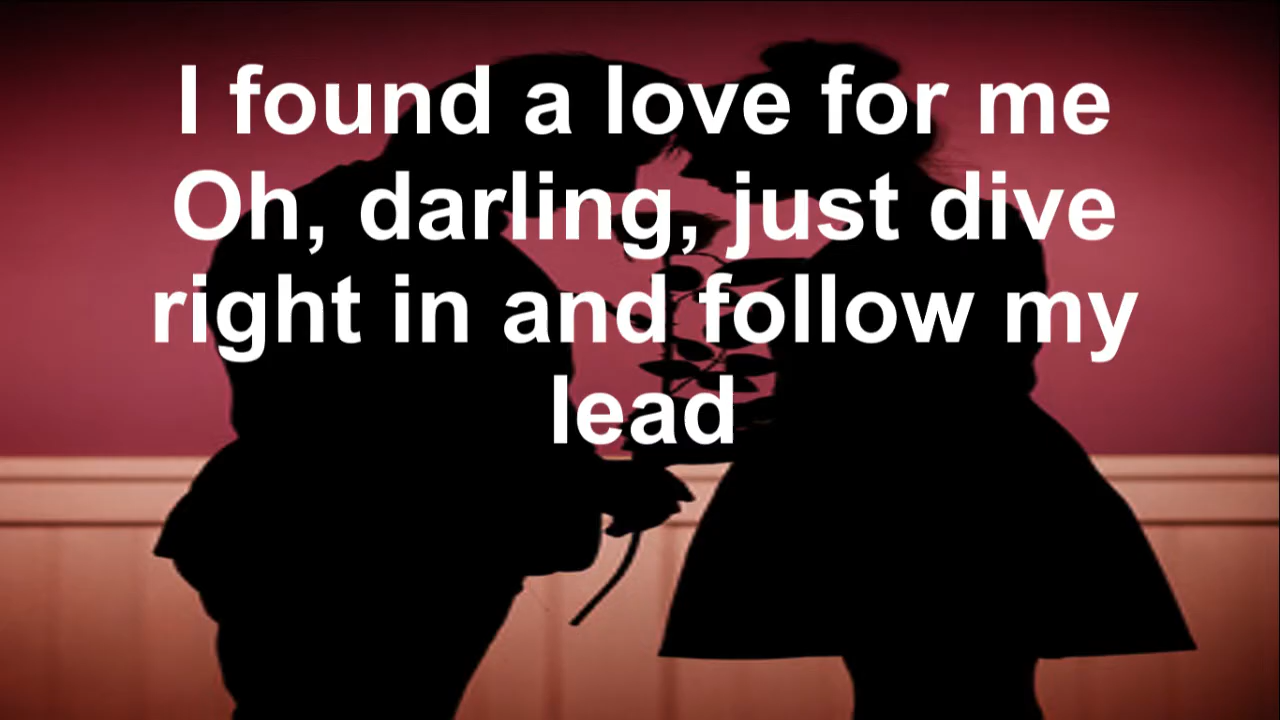 I found a love for me
Oh, darling, just dive
right in and follow my
lead